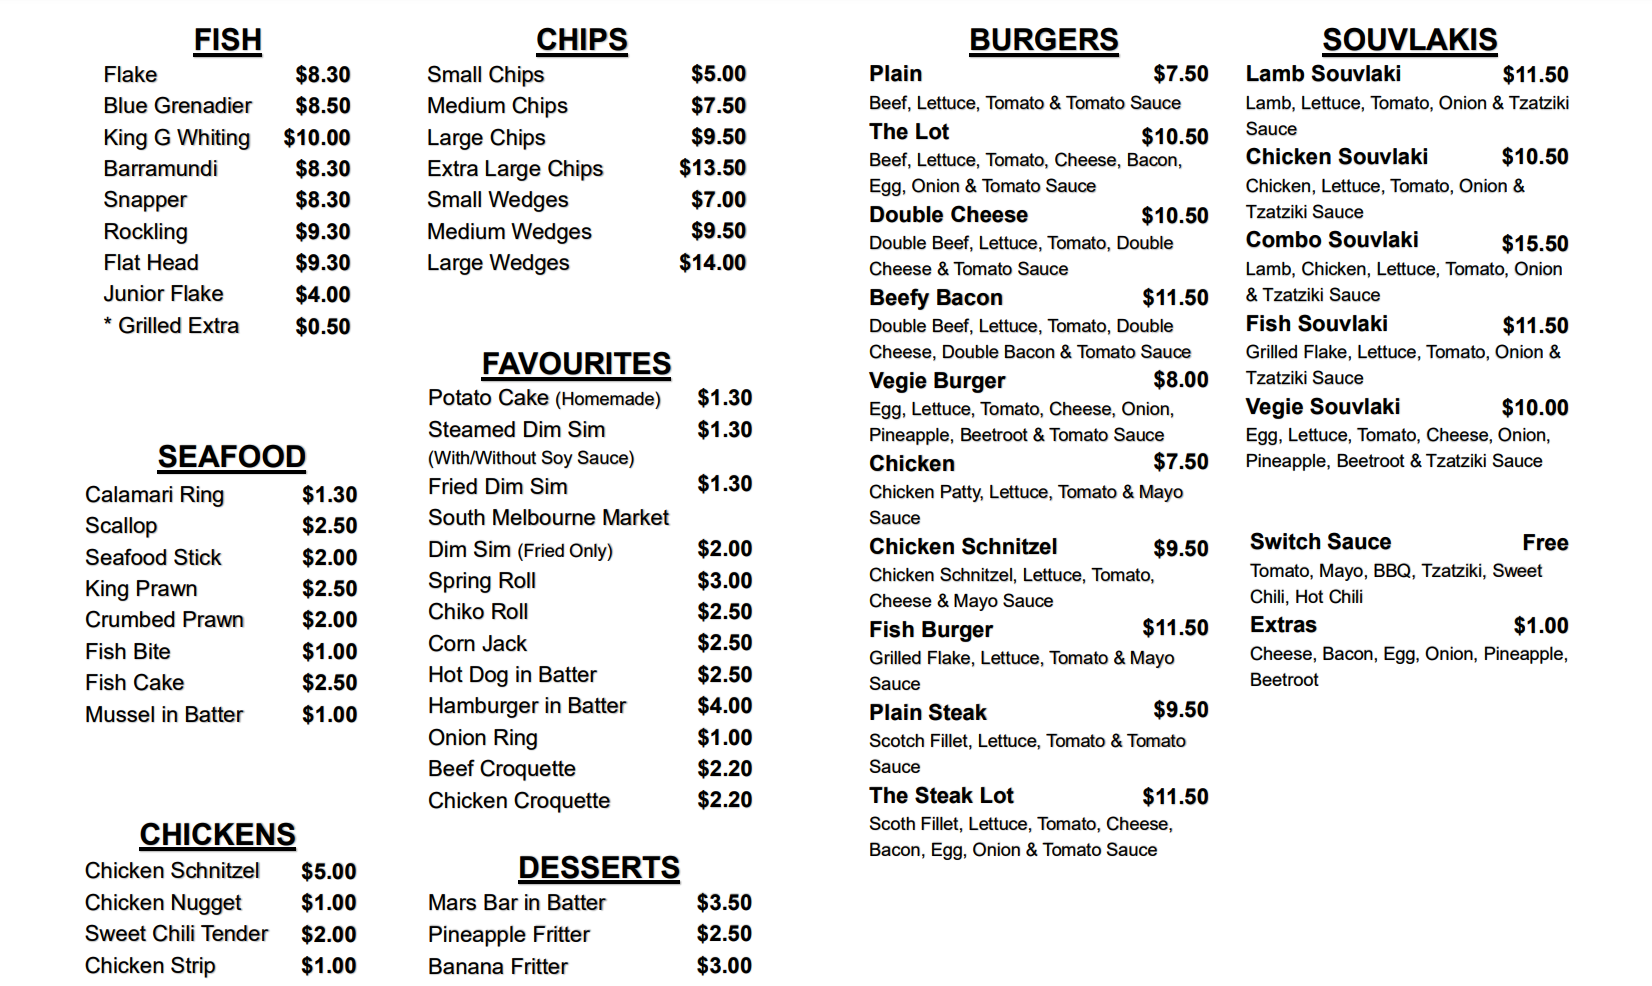 FISH
Flake $8.30
Blue Grenadier $8.50
King G Whiting $10.00
Barramundi $8.30
Snapper $8.30
Rockling $9.30
Flat Head $9.30
Junior Flake $4.00
* Grilled Extra $0.50
SEAFOOD
Calamari Ring $1.30
Scallop $2.50
Seafood Stick $2.00
King Prawn $2.50
Crumbed Prawn $2.00
Fish Bite $1.00
Fish Cake $2.50
Mussel in Batter $1.00
CHICKENS
Chicken Schnitzel $5.00
Chicken Nugget $1.00
Sweet Chili Tender $2.00
Chicken Strip $1.00
CHIPS
Small Chips $5.00
Medium Chips $7.50
Large Chips $9.50
Extra Large Chips $13.50
Small Wedges $7.00
Medium Wedges $9.50
Large Wedges $14.00
FAVOURITES
Potato Cake (Homemade) $1.30
Steamed Dim Sim $1.30
(With/Without Soy Sauce)
Fried Dim Sim $1.30
South Melbourne Market
Dim Sim (Fried Only) $2.00
Spring Roll $3.00
Chiko Roll $2.50
Corn Jack $2.50
Hot Dog in Batter $2.50
Hamburger in Batter $4.00
Onion Ring $1.00
Beef Croquette $2.20
Chicken Croquette $2.20
DESSERTS
Mars Bar in Batter $3.50
Pineapple Fritter $2.50
Banana Fritter $3.00
BURGERS
Plain $7.50
Beef, Lettuce, Tomato & Tomato Sauce
The Lot $10.50
Beef, Lettuce, Tomato, Cheese, Bacon,
Egg, Onion & Tomato Sauce
Double Cheese $10.50
Double Beef, Lettuce, Tomato, Double
Cheese & Tomato Sauce
Beefy Bacon $11.50
Double Beef, Lettuce, Tomato, Double
Cheese, Double Bacon & Tomato Sauce
Vegie Burger $8.00
Egg, Lettuce, Tomato, Cheese, Onion,
Pineapple, Beetroot & Tomato Sauce
Chicken $7.50
Chicken Patty, Lettuce, Tomato & Mayo
Sauce
Chicken Schnitzel $9.50
Chicken Schnitzel, Lettuce, Tomato,
Cheese & Mayo Sauce
Fish Burger $11.50
Grilled Flake, Lettuce, Tomato & Mayo
Sauce
Plain Steak $9.50
Scotch Fillet, Lettuce, Tomato & Tomato
Sauce
The Steak Lot $11.50
Scoth Fillet, Lettuce, Tomato, Cheese,
Bacon, Egg, Onion & Tomato Sauce
SOUVLAKIS
Lamb Souvlaki $11.50
Lamb, Lettuce, Tomato, Onion & Tzatziki
Sauce
Chicken Souvlaki $10.50
Chicken, Lettuce, Tomato, Onion &
Tzatziki Sauce
Combo Souvlaki $15.50
Lamb, Chicken, Lettuce, Tomato, Onion
& Tzatziki Sauce
Fish Souvlaki $11.50
Grilled Flake, Lettuce, Tomato, Onion &
Tzatziki Sauce
Vegie Souvlaki $10.00
Egg, Lettuce, Tomato, Cheese, Onion,
Pineapple, Beetroot & Tzatziki Sauce
Switch Sauce Free
Tomato, Mayo, BBQ, Tzatziki, Sweet
Chili, Hot Chili
Extras $1.00
Cheese, Bacon, Egg, Onion, Pineapple,
Beetroot